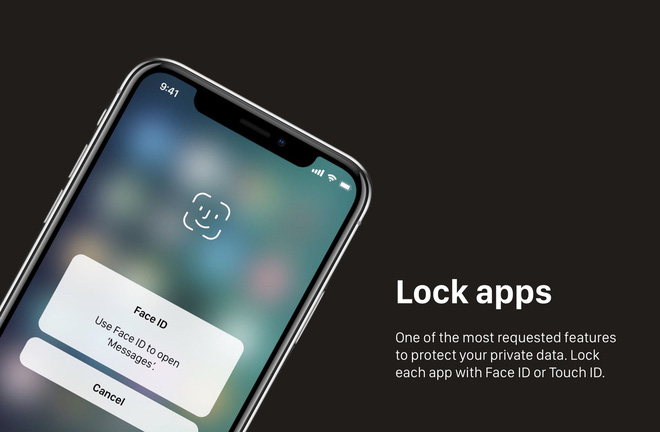 9:41
Face ID
Use Face ID to open
'Messages'.
Cancel
Lock apps
One of the most requested features
to protect your private data. Lock
each app with Face ID or Touch ID.